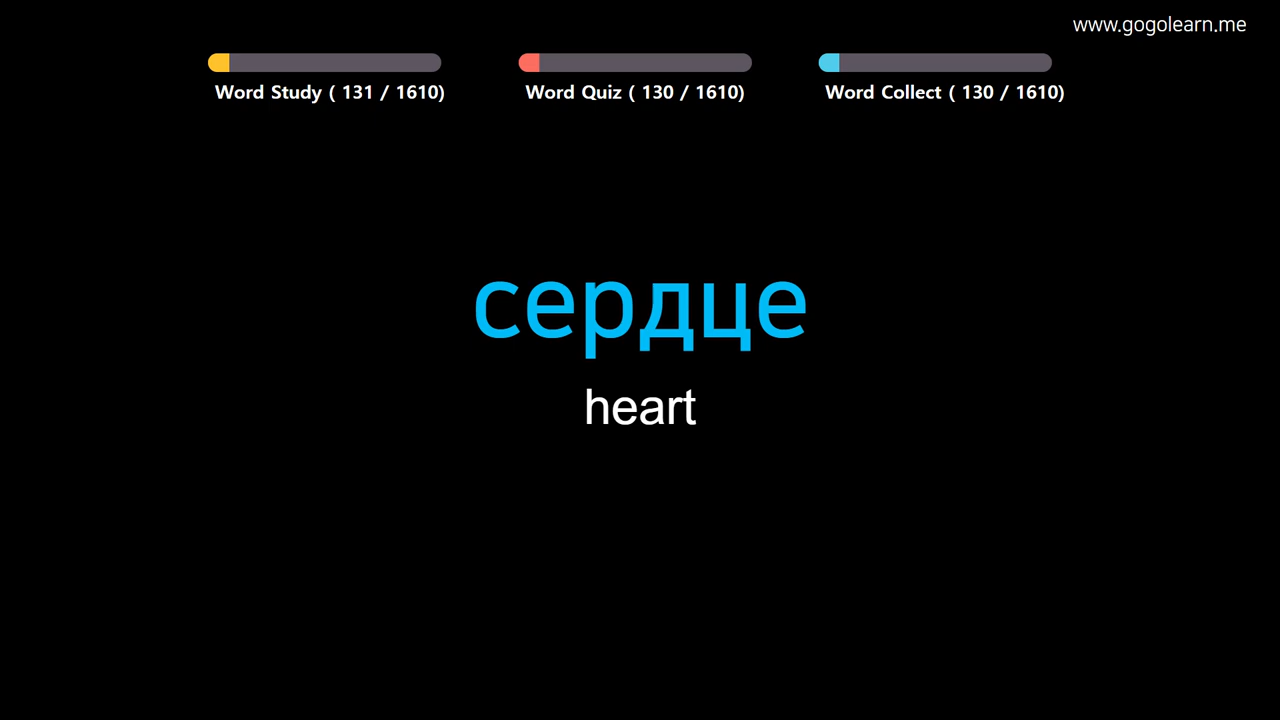 www.gogolearn.me
Word Study ( 131 / 1610)
Word Quiz ( 130 / 1610)
Word Collect ( 130 / 1610)
сердце
heart